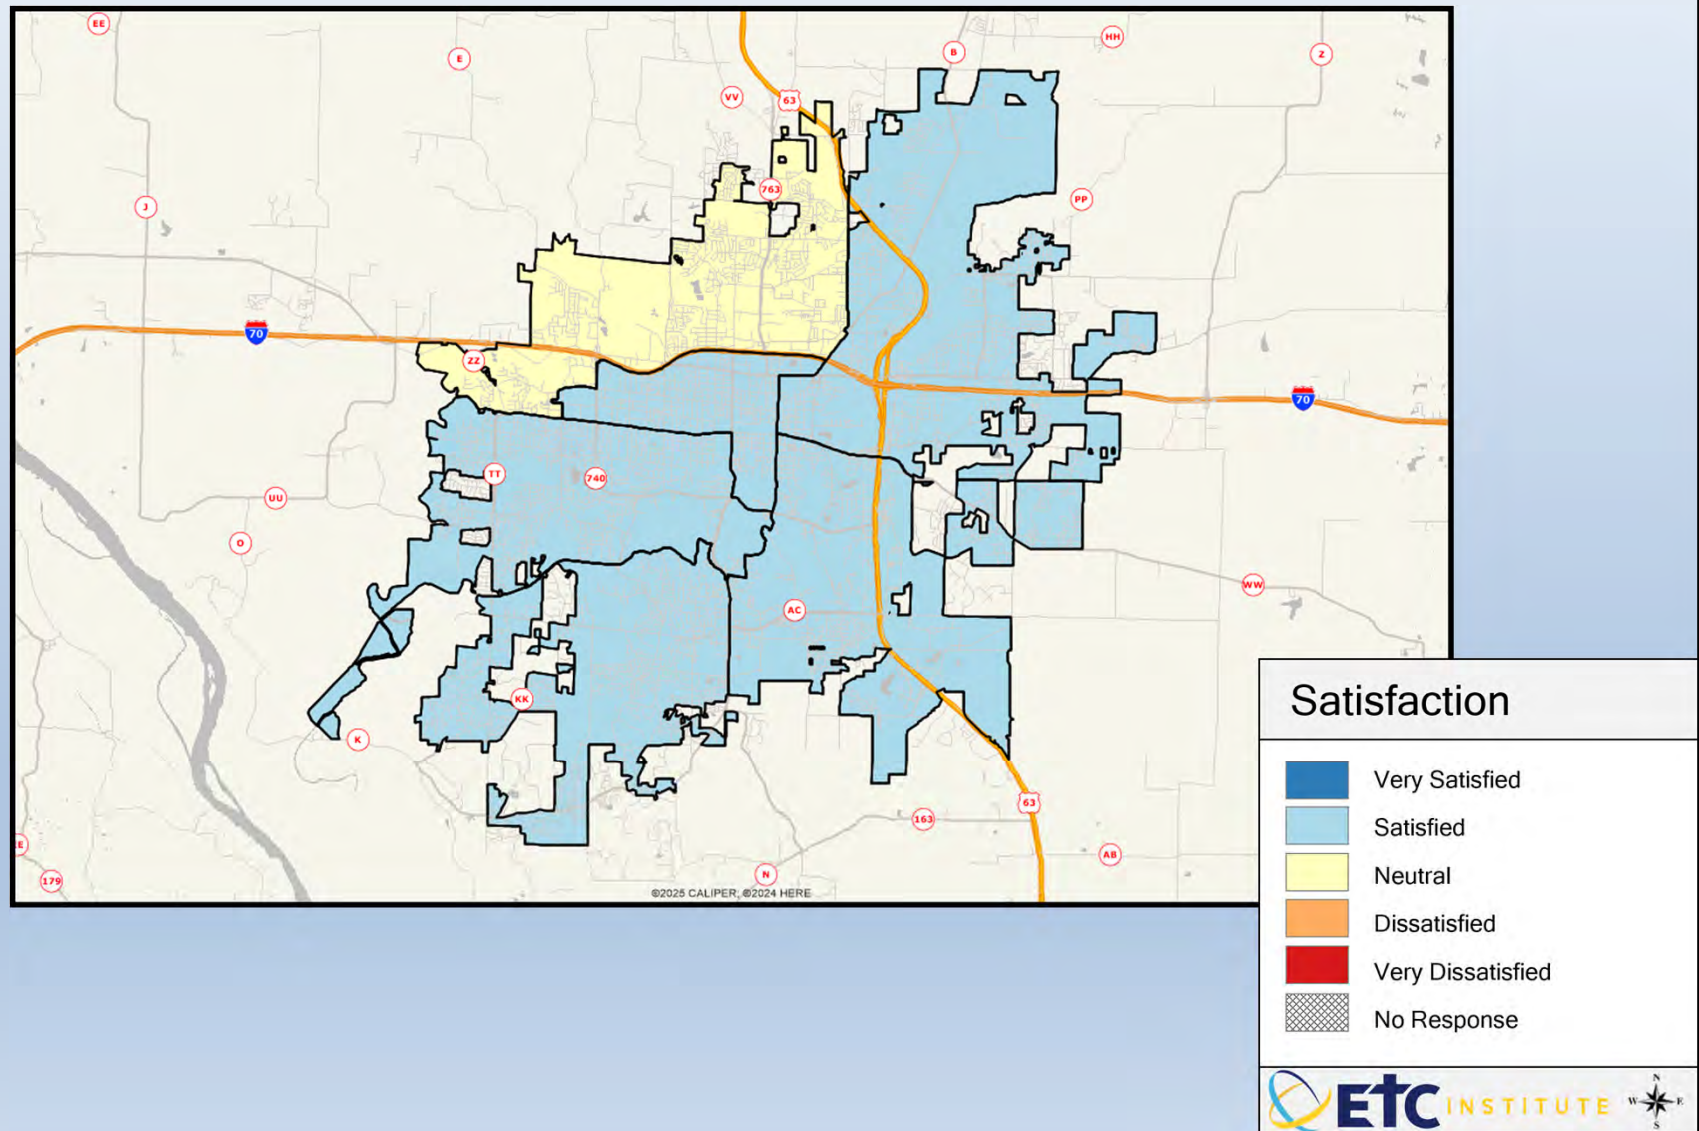 EE
E
B
HH
Z
VV
63
763
PP
J
70
ZZ
70
TT
740
UU
O
WW
AC
KK
K
63
163
AB
N
179
©2025 CALIPER; ©2024 HERE
Satisfaction
Very Satisfied
Satisfied
Neutral
Dissatisfied
Very Dissatisfied
No Response
ETC INSTITUTE
N
W E
S